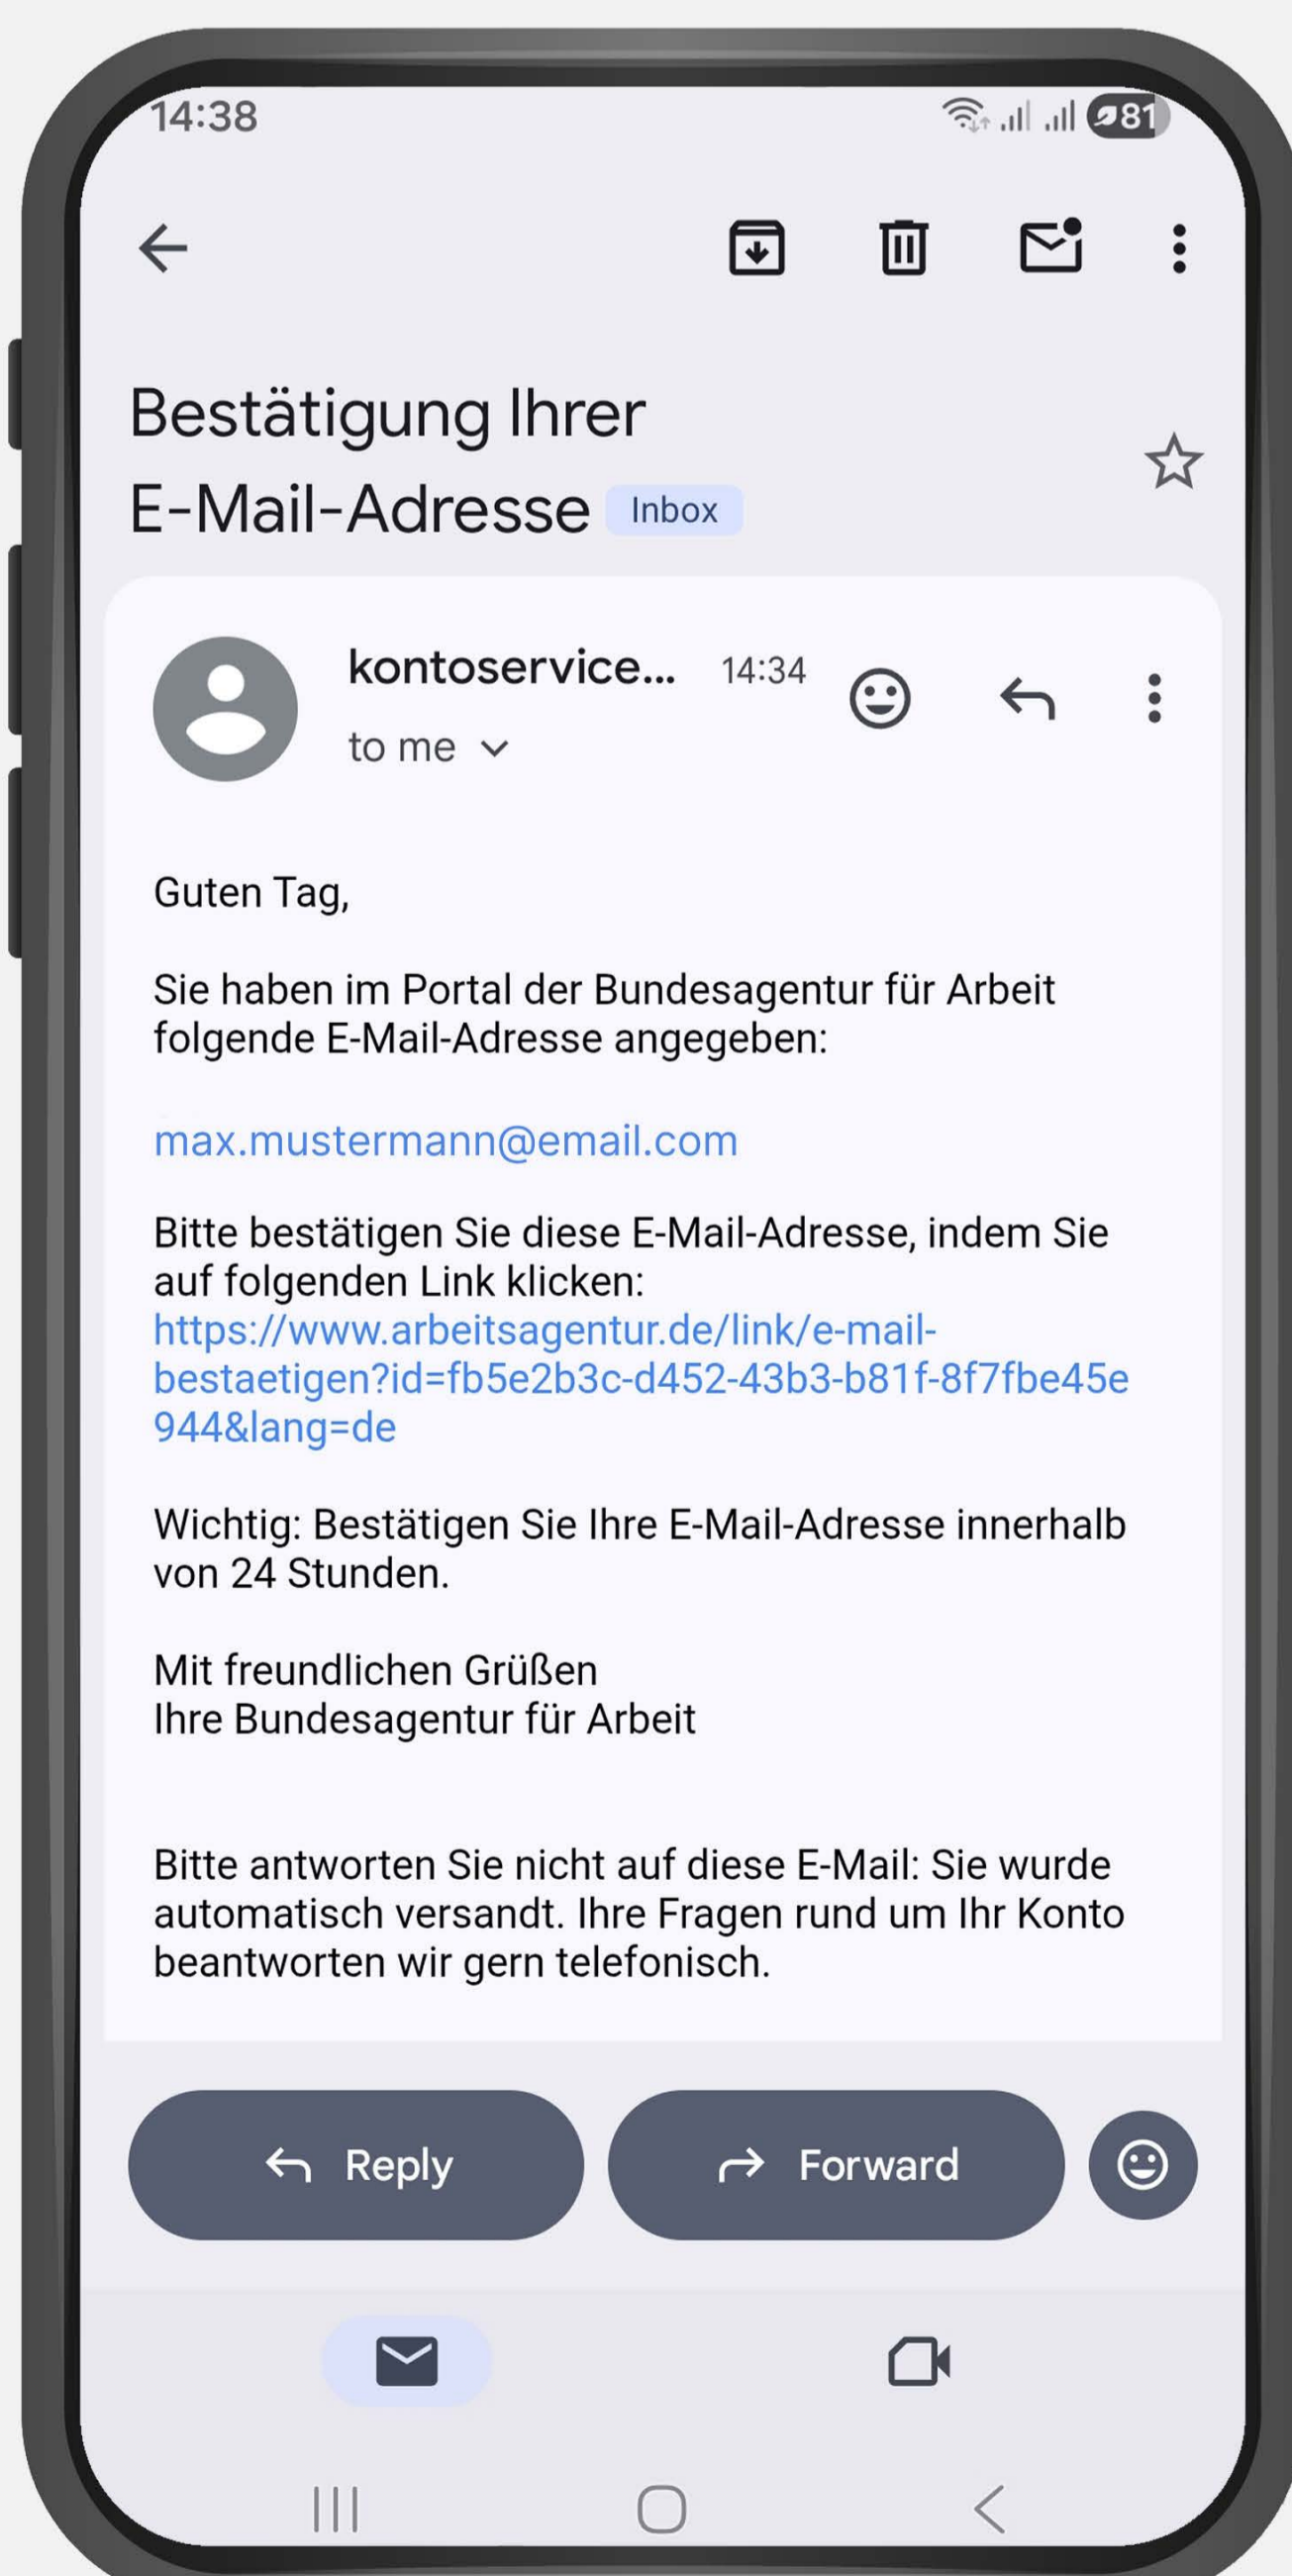 14:38
81
Bestätigung Ihrer
E-Mail-Adresse Inbox
kontoservice... 14:34
to me
Guten Tag,
Sie haben im Portal der Bundesagentur für Arbeit
folgende E-Mail-Adresse angegeben:
max.mustermann@email.com
Bitte bestätigen Sie diese E-Mail-Adresse, indem Sie
auf folgenden Link klicken:
https://www.arbeitsagentur.de/link/e-mail-
bestaetigen?id=fb5e2b3c-d452-43b3-b81f-8f7fbe45e
944&lang=de
Wichtig: Bestätigen Sie Ihre E-Mail-Adresse innerhalb
von 24 Stunden.
Mit freundlichen Grüßen
Ihre Bundesagentur für Arbeit
Bitte antworten Sie nicht auf diese E-Mail: Sie wurde
automatisch versandt. Ihre Fragen rund um Ihr Konto
beantworten wir gern telefonisch.
Reply
Forward